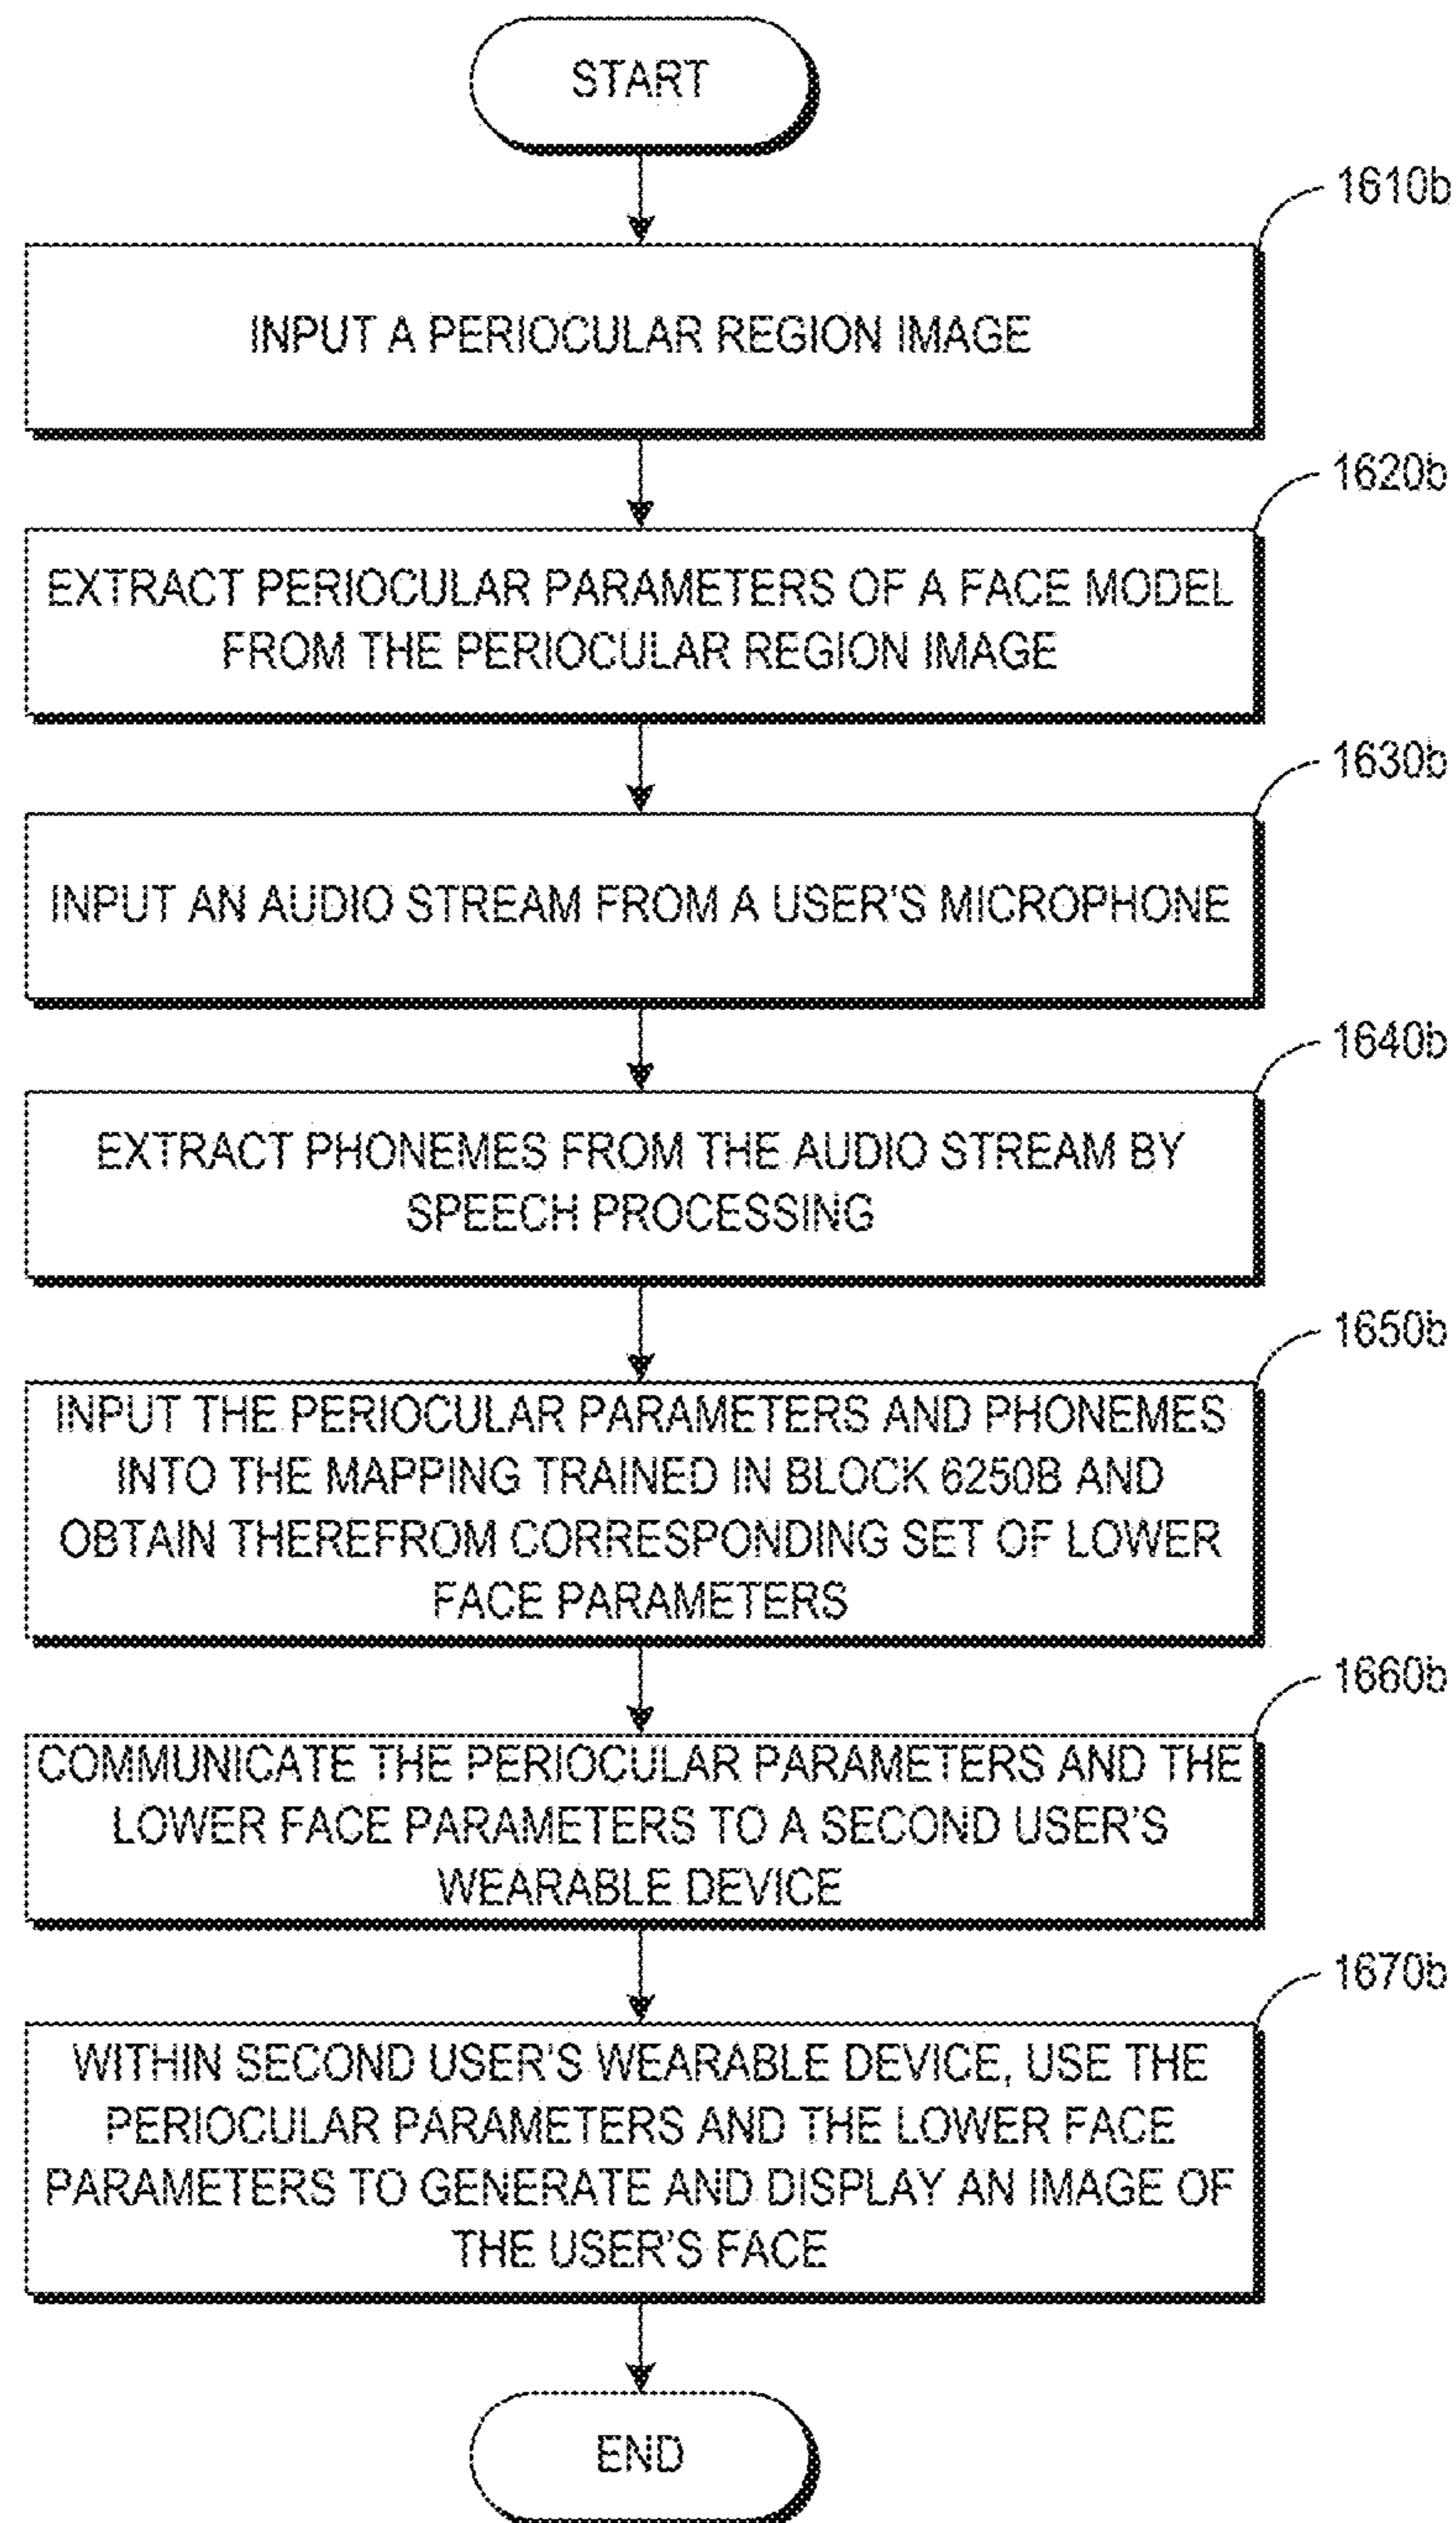 START
1610b
INPUT A PERIOCULAR REGION IMAGE
1620b
EXTRACT PERIOCULAR PARAMETERS OF A FACE MODEL
FROM THE PERIOCULAR REGION IMAGE
1630b
INPUT AN AUDIO STREAM FROM A USER'S MICROPHONE
1640b
EXTRACT PHONEMES FROM THE AUDIO STREAM BY
SPEECH PROCESSING
1650b
INPUT THE PERIOCULAR PARAMETERS AND PHONEMES
INTO THE MAPPING TRAINED IN BLOCK 6250B AND
OBTAIN THEREFROM CORRESPONDING SET OF LOWER
FACE PARAMETERS
1660b
COMMUNICATE THE PERIOCULAR PARAMETERS AND THE
LOWER FACE PARAMETERS TO A SECOND USER'S
WEARABLE DEVICE
1670b
WITHIN SECOND USER'S WEARABLE DEVICE, USE THE
PERIOCULAR PARAMETERS AND THE LOWER FACE
PARAMETERS TO GENERATE AND DISPLAY AN IMAGE OF
THE USER'S FACE
END